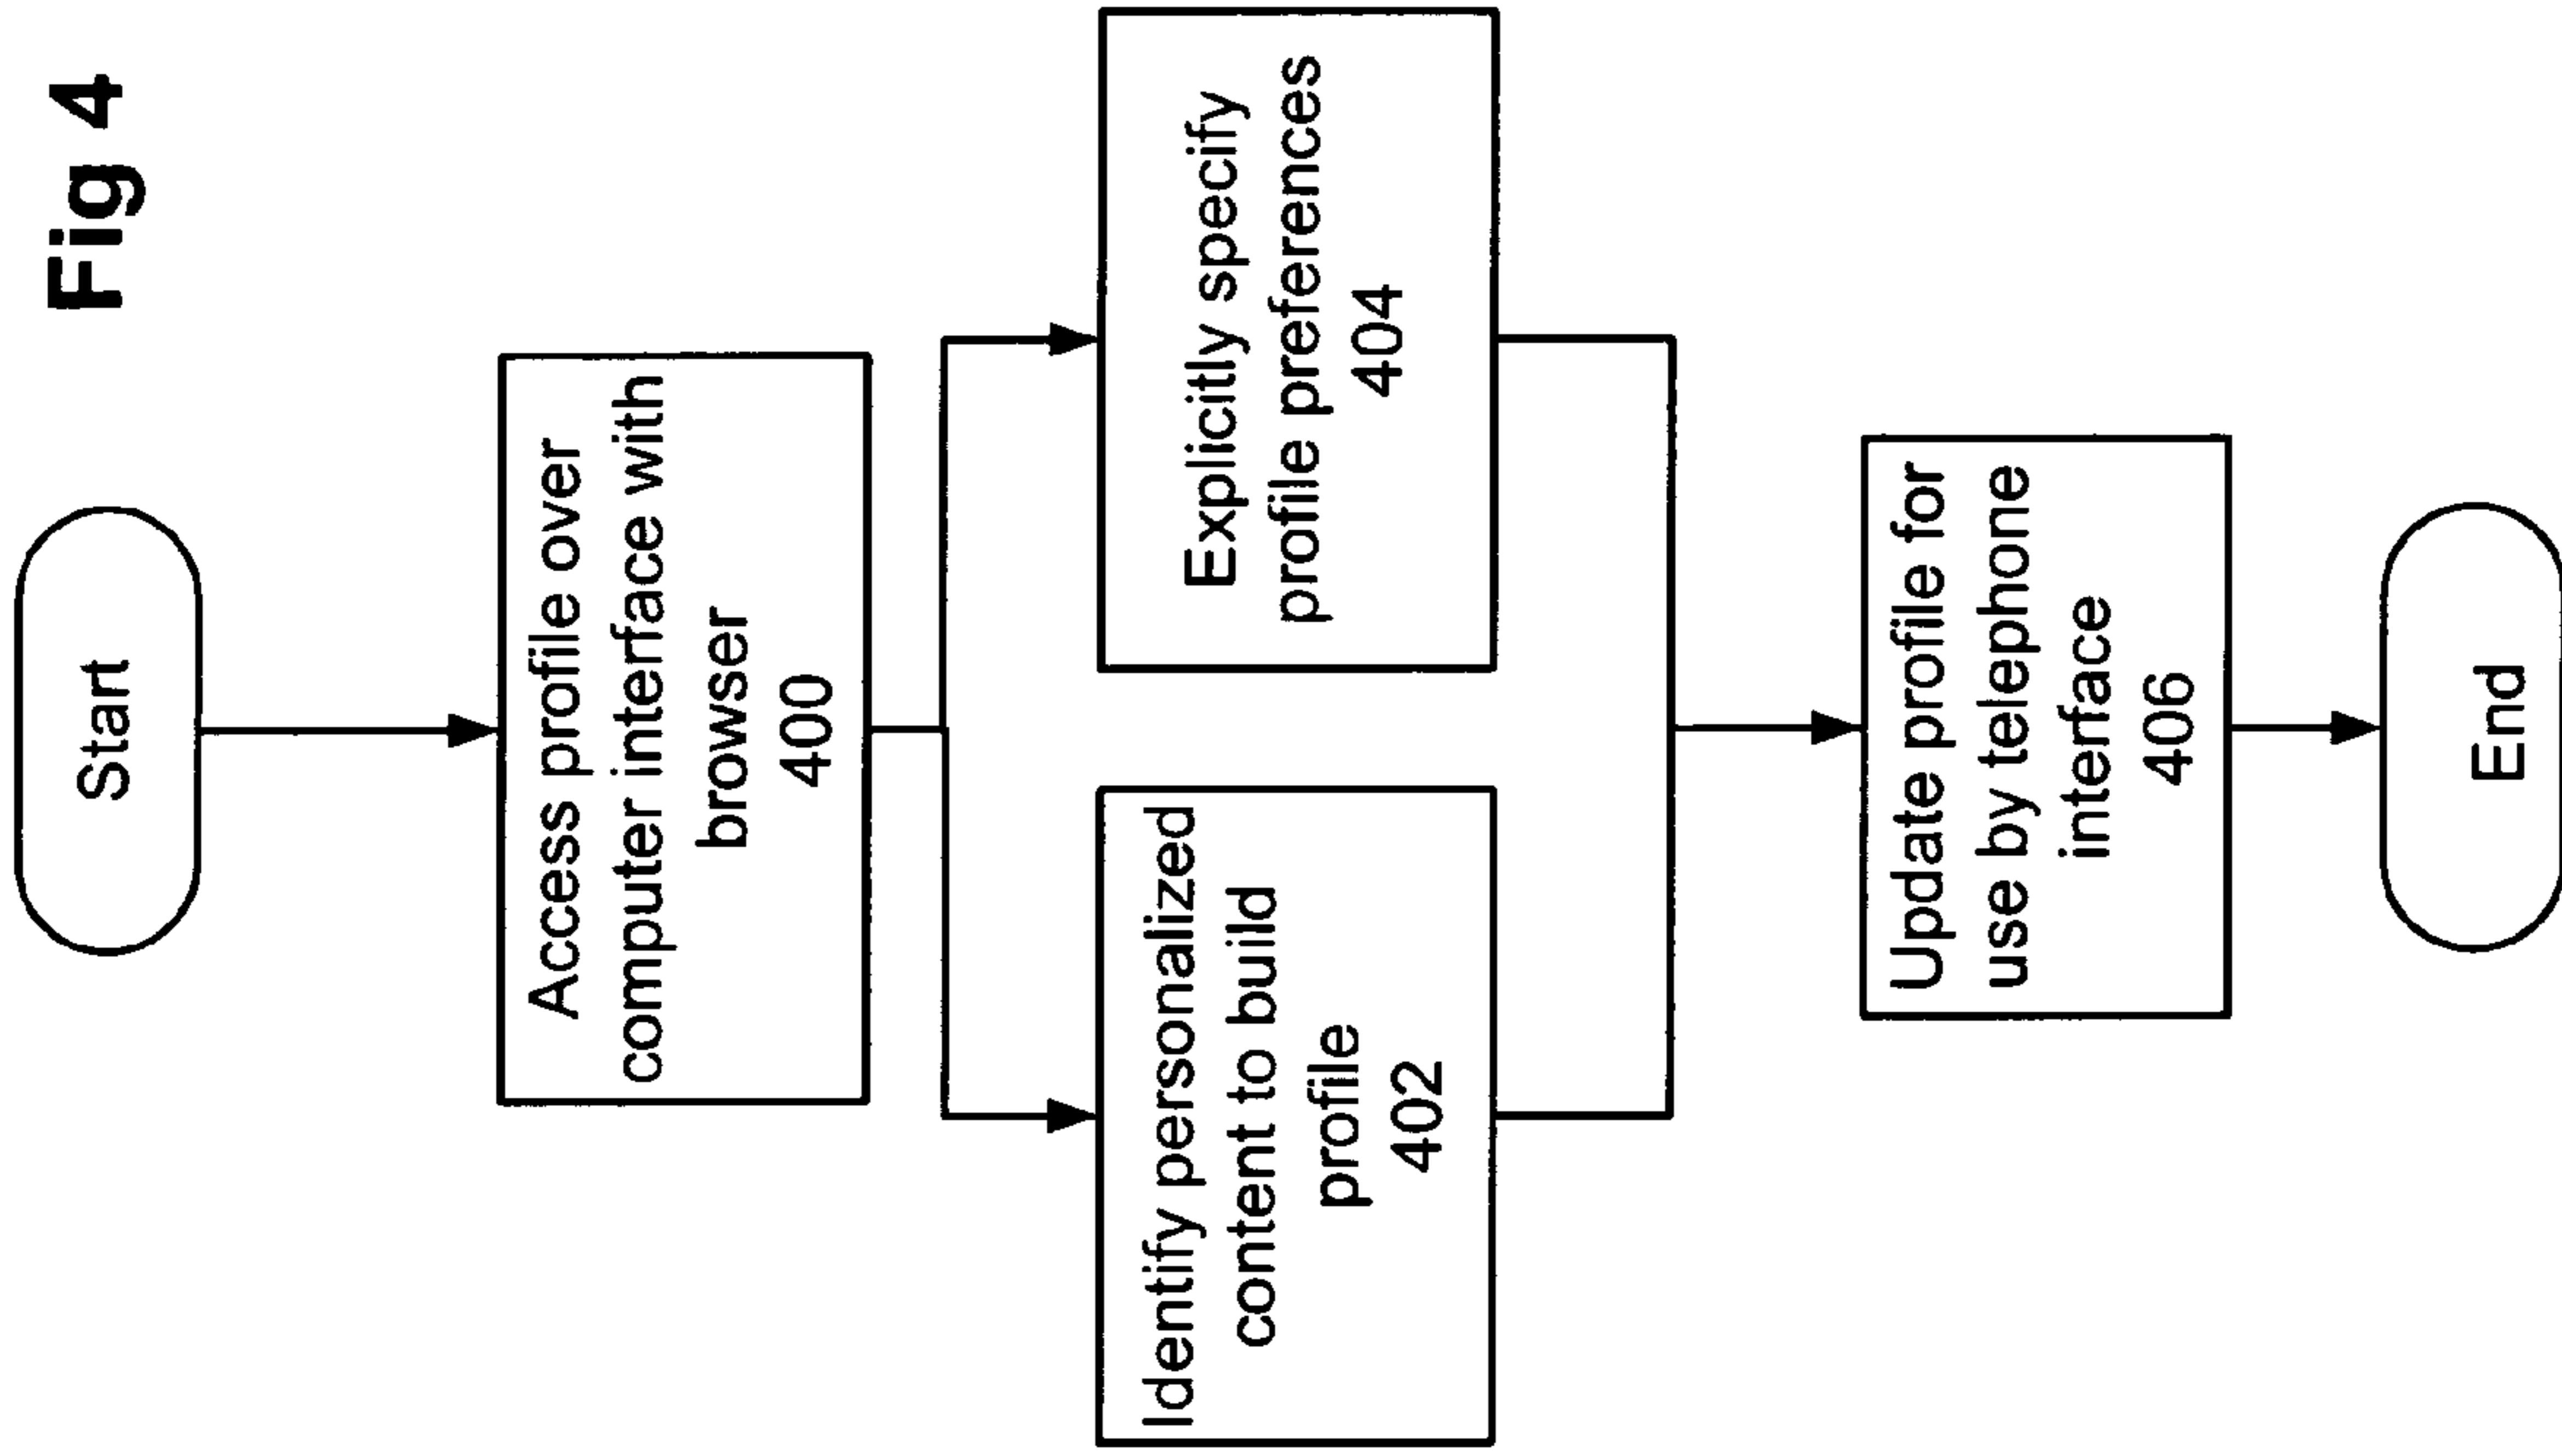 Fig 4
Start
Access profile over
computer interface with
browser
400
Identify personalized
content to build
profile
402
Explicitly specify
profile preferences
404
Update profile for
use by telephone
interface
406
End